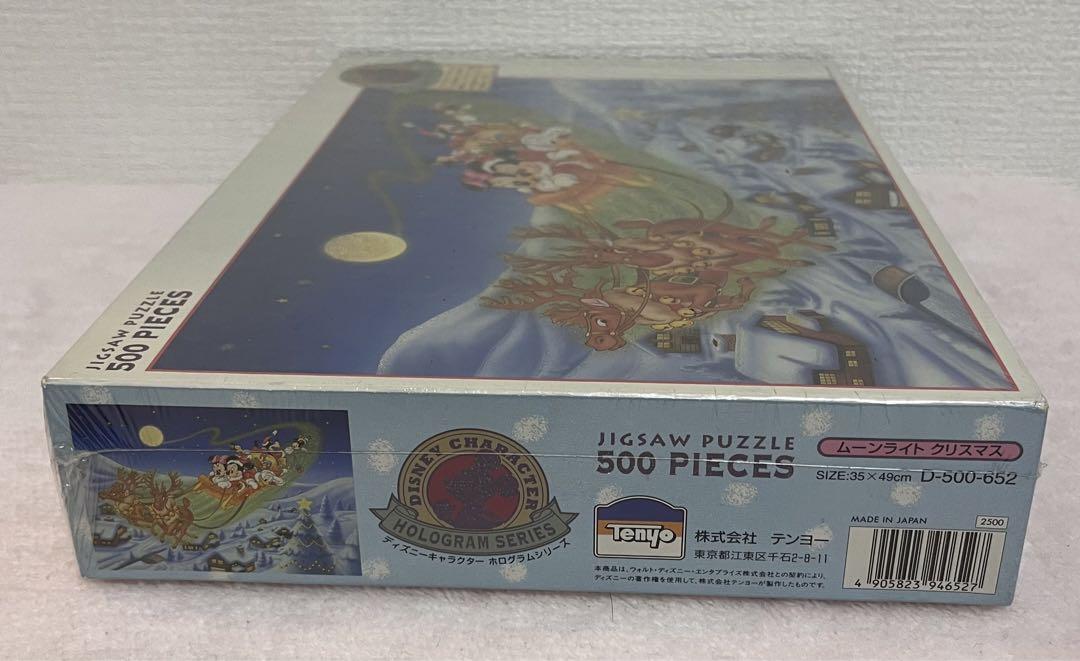 JIGSAW PUZZLE
500 PIECES
DISNEY CHARACTER
HOLOGRAM SERIES
ディズニーキャラクター ホログラムシリーズ
JIGSAW PUZZLE
500 PIECES
ムーンライト クリスマス
SIZE:35×49cm D-500-652
Tenyo
株式会社 テンヨー
東京都江東区千石2-8-11
本商品は、ウォルト・ディズニー・エンタプライズ株式会社との契約により、
ディズニーの著作権を使用して、株式会社テンヨーが製作したものです。
MADE IN JAPAN
2500
4 905823 946527